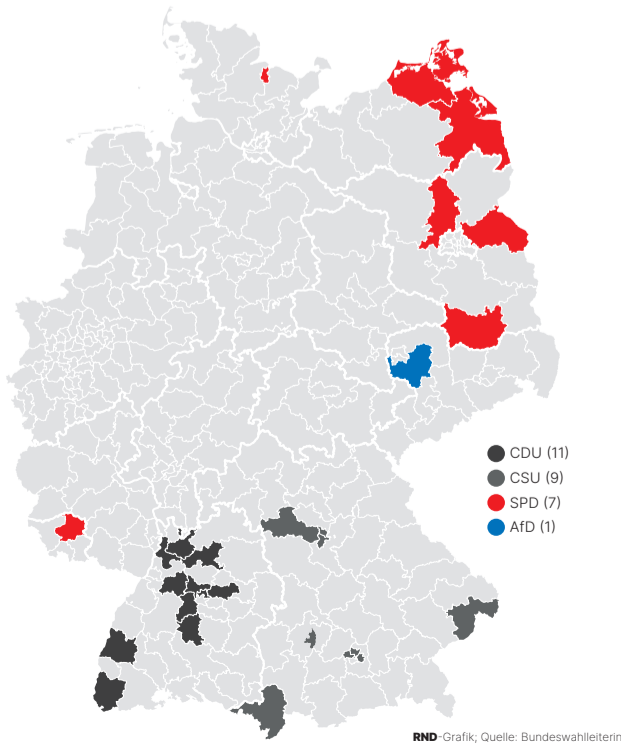 CDU (11)
CSU (9)
SPD (7)
AfD (1)
RND-Grafik; Quelle: Bundeswahlleiterin